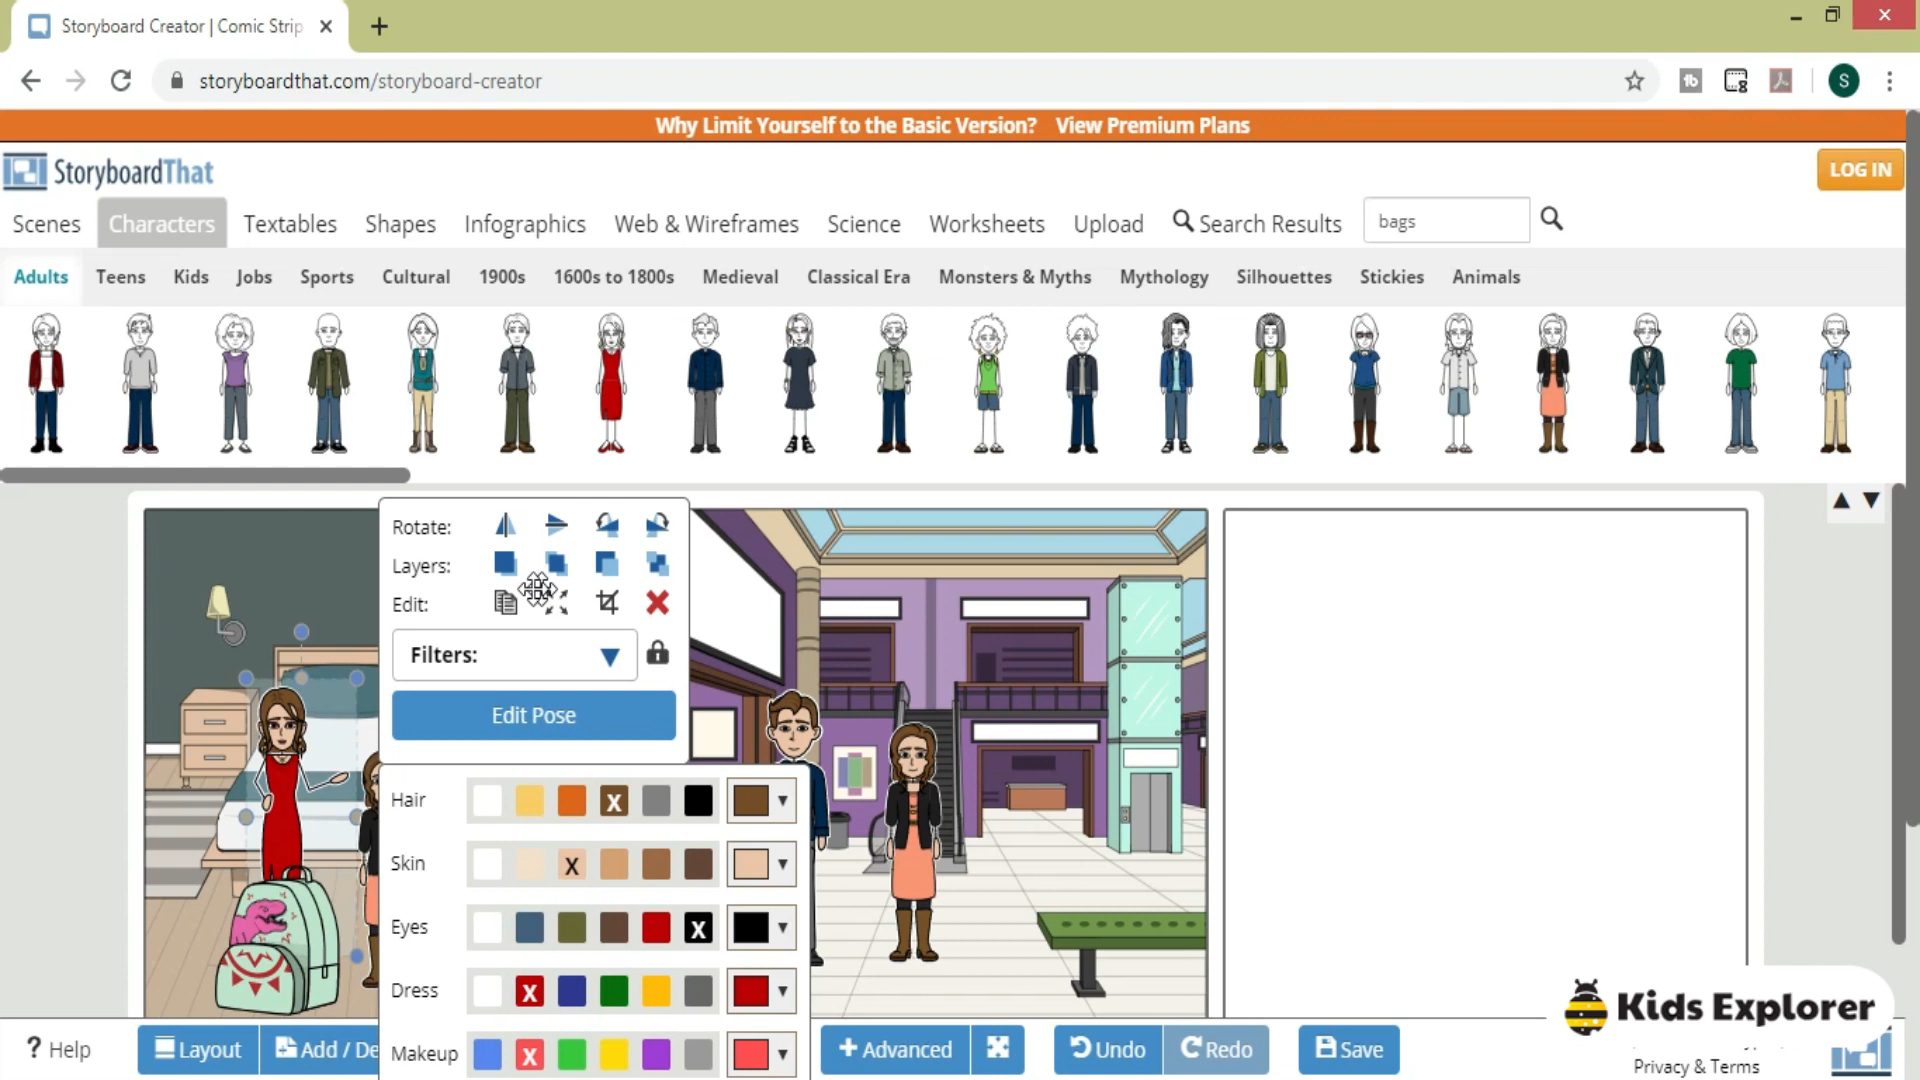 Storyboard Creator | Comic Strip
storyboardthat.com/storyboard-creator
S
Why Limit Yourself to the Basic Version? View Premium Plans
StoryboardThat
LOG IN
Scenes Characters Textables Shapes Infographics Web & Wireframes Science Worksheets Upload Search Results bags
Adults Teens Kids Jobs Sports Cultural 1900s 1600s to 1800s Medieval Classical Era Monsters & Myths Mythology Silhouettes Stickies Animals
Rotate:
Layers:
Edit:
Filters:
Edit Pose
Hair X
Skin X
Eyes X
Dress X
Makeup X
Kids Explorer
? Help Layout Add / De + Advanced Undo Redo Save
Privacy & Terms